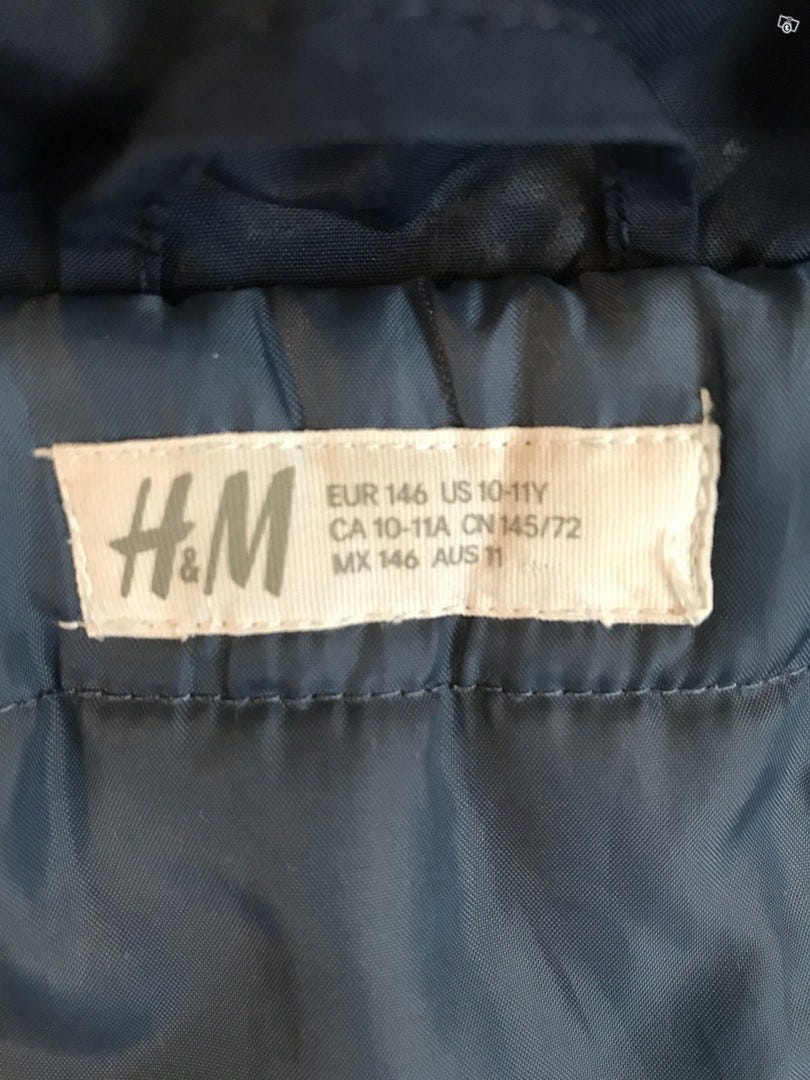 H&M
EUR 146 US 10-11Y
CA 10-11A CN 145/72
MX 146 AUS 11